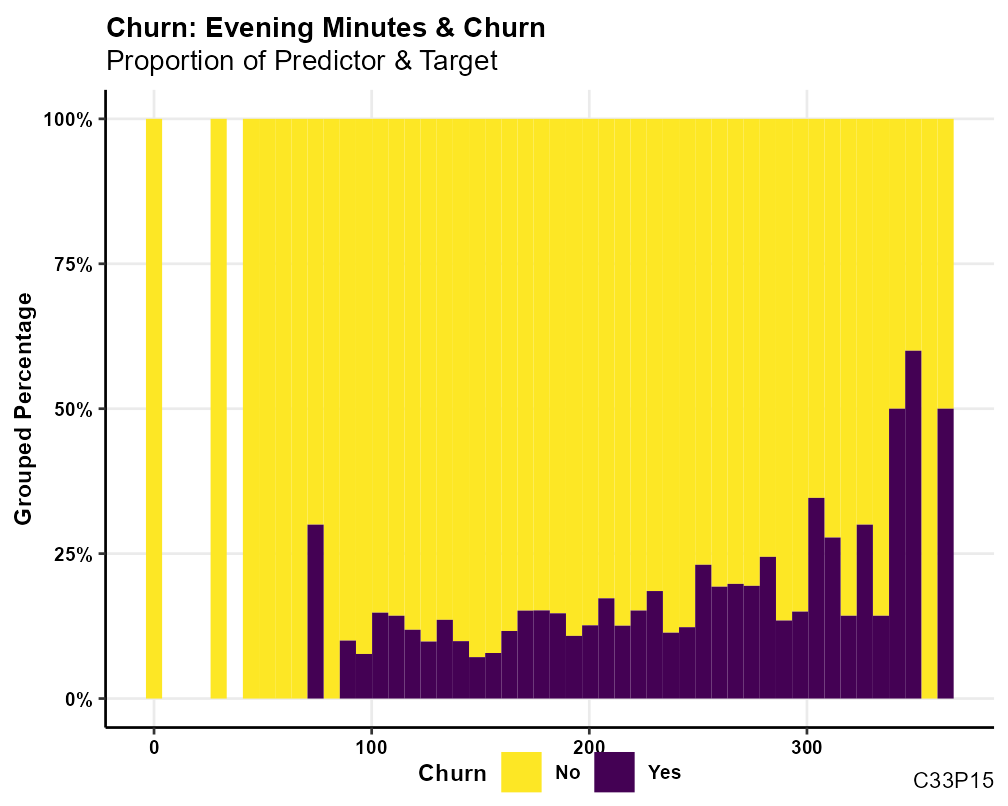 Churn: Evening Minutes & Churn
Proportion of Predictor & Target
Grouped Percentage
100%
75%
50%
25%
0%
0 100 200 300
Churn No Yes
C33P15